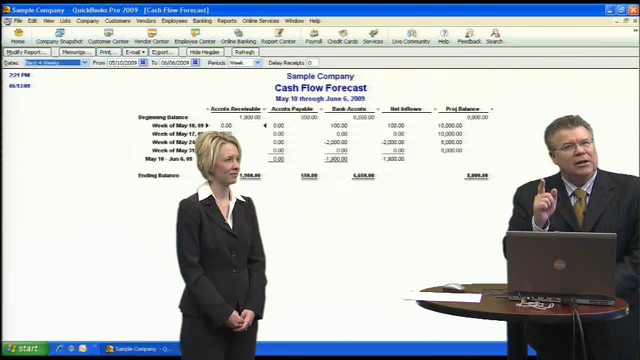 Sample Company - QuickBooks Pro 2009 - [Cash Flow Forecast]
File Edit View Lists Company Customers Vendors Employees Banking Reports Online Services Window Help
Home Company Snapshot Customer Center Vendor Center Employee Center Online Banking Report Center Payroll Credit Cards Services Live Community Help Feedback Search
Modify Report... Memorize... Print... E-mail Export... Hide Header Refresh
Dates Next 4 Weeks From 05/10/2009 To 06/06/2009 Periods Week Delay Receipts 0
2:21 PM
05/13/09
Sample Company
Cash Flow Forecast
May 10 through June 6, 2009
Accnts Receivable Accnts Payable Bank Accnts Net Inflows Proj Balance
Beginning Balance 1,900.00 550.00 8,550.00 9,900.00
Week of May 10, 09 0.00 0.00 100.00 100.00 10,000.00
Week of May 17, 0.00 0.00 0.00 0.00 10,000.00
Week of May 24 0.00 -2,000.00 -2,000.00 8,000.00
Week of May 31 0.00 0.00 0.00 8,000.00
May 10 - Jun 6, 09 0.00 -1,900.00 -1,900.00
Ending Balance 1,900.00 550.00 6,650.00 8,000.00
DELL
start Sample Company - Q...